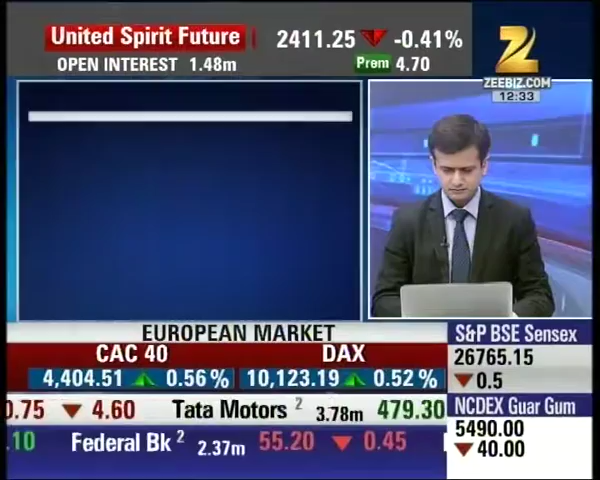 United Spirit Future
2411.25 -0.41%
OPEN INTEREST 1.48m
Prem 4.70
Z
ZEEBIZ.COM
12:33
EUROPEAN MARKET
CAC 40
DAX
4,404.51 0.56%
10,123.19 0.52%
S&P BSE Sensex
26765.15
0.5
0.75 4.60 Tata Motors 2 3.78m 479.30
NCDEX Guar Gum
5490.00
40.00
.10 Federal Bk 2 2.37m 55.20 0.45